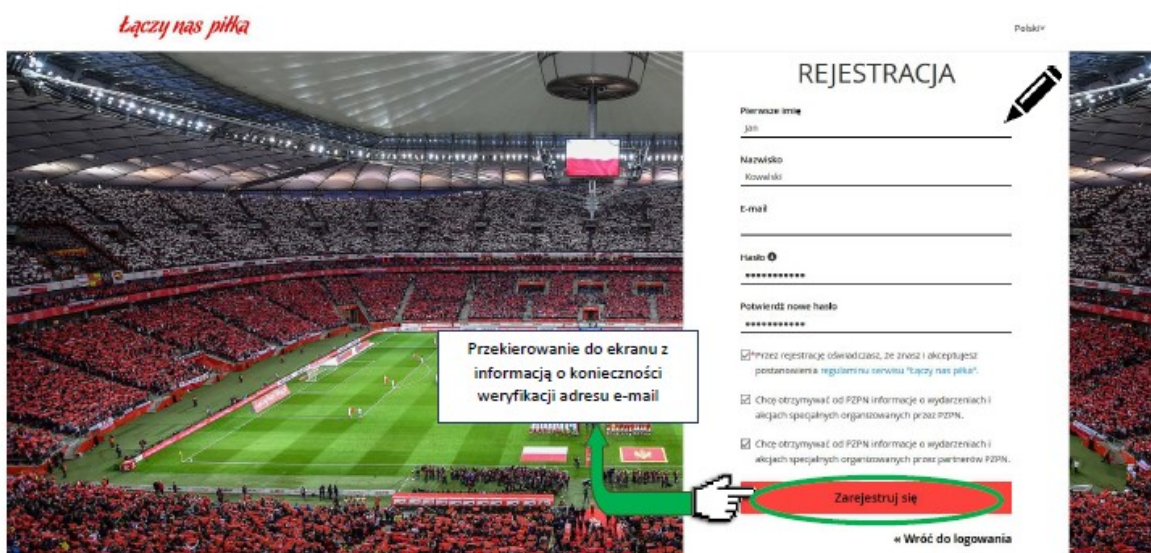 Łączy nas piłka
Polski
REJESTRACJA
Pierwsze imię
Jan
Nazwisko
Kowalski
E-mail
Hasło
•••••••••••
Potwierdź nowe hasło
•••••••••••
*Przez rejestrację oświadczasz, że znasz i akceptujesz
postanowienia regulaminu serwisu "Łączy nas piłka".
Chcę otrzymywać od PZPN informacje o wydarzeniach i
akcjach specjalnych organizowanych przez PZPN.
Chcę otrzymywać od PZPN informacje o wydarzeniach i
akcjach specjalnych organizowanych przez partnerów PZPN.
Zarejestruj się
« Wróć do logowania
Przekierowanie do ekranu z
informacją o konieczności
weryfikacji adresu e-mail